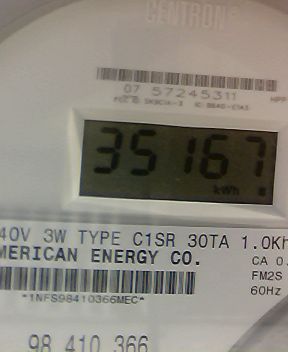 CENTRON®
07 57245311
35167
kWh
40V 3W TYPE C1SR 30TA 1.0Kh
MERICAN ENERGY CO.
CA 0.
FM2S
60Hz
*1NFS98410366MEC*
98 410 366